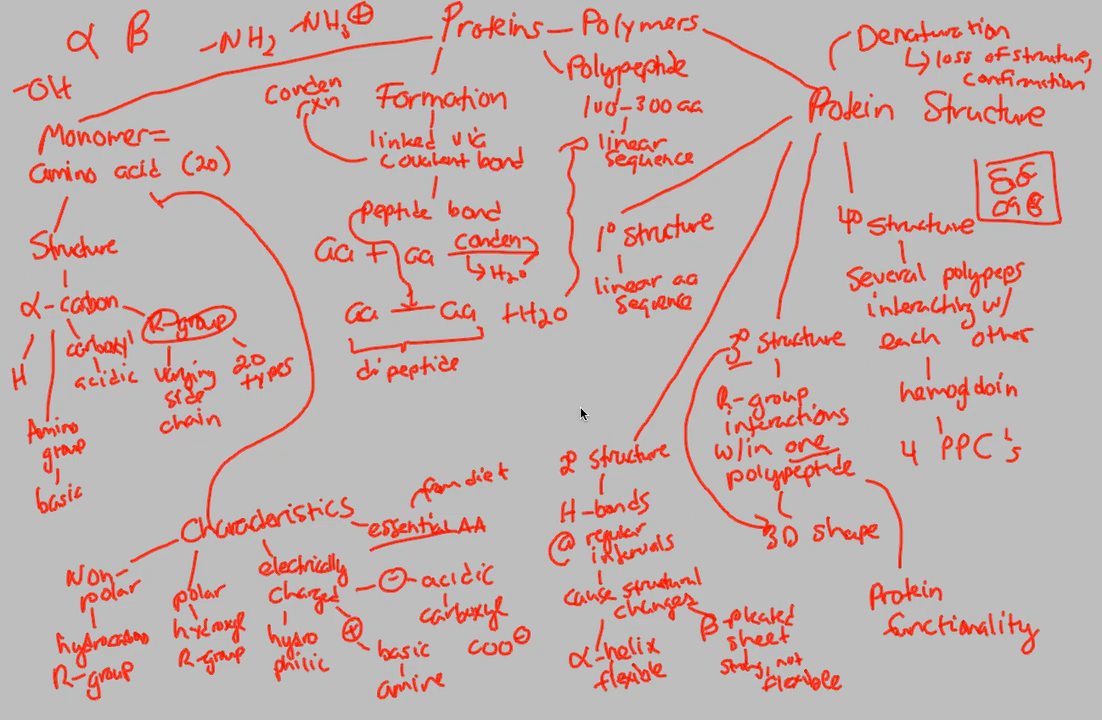 α β
-NH2
-NH3⊕
-OH
Proteins — Polymers
Polypeptide
100-300 aa
linear
sequence
Denaturation
↳ loss of structure,
confirmation
Monomer=
amino acid (20)
Structure
α-carbon
H
Amino
group
basic
carboxyl
acidic
R-group
varying
side
chain
20
types
Conden
rxn
Formation
linked via
covalent bond
peptide bond
aa + aa conden
↳ H2O
aa — aa + H2O
dipeptide
Characteristics
essential AA
from diet
Non-
polar
hydrocarbon
R-group
polar
hydroxyl
R-group
electrically
charged
hydro
philic
⊖ - acidic
carboxyl
COO⊖
⊕
basic
amine
Protein Structure
1° structure
linear aa
sequence
2° structure
H-bonds
@ regular
intervals
cause structural
changes
α-helix
flexible
β-pleated
sheet
strong, not
flexible
3° structure
R-group
interactions
w/in one
polypeptide
3D shape
Protein
functionality
4° structure
Several polypeps
interacting w/
each other
hemogloin
4 PPC's